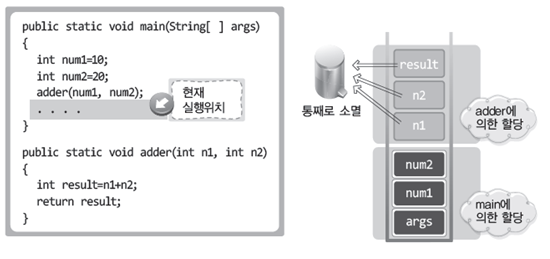 public static void main(String[ ] args)
{
int num1=10;
int num2=20;
adder(num1, num2);
. . . .
}
현재
실행위치
public static void adder(int n1, int n2)
{
int result=n1+n2;
return result;
}
통째로 소멸
result
n2
n1
adder에
의한 할당
num2
num1
args
main에
의한 할당